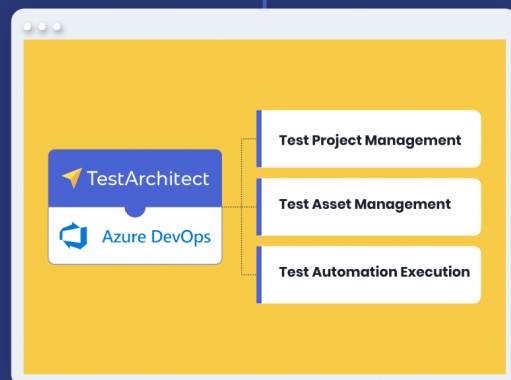 TestArchitect
Azure DevOps
Test Project Management
Test Asset Management
Test Automation Execution